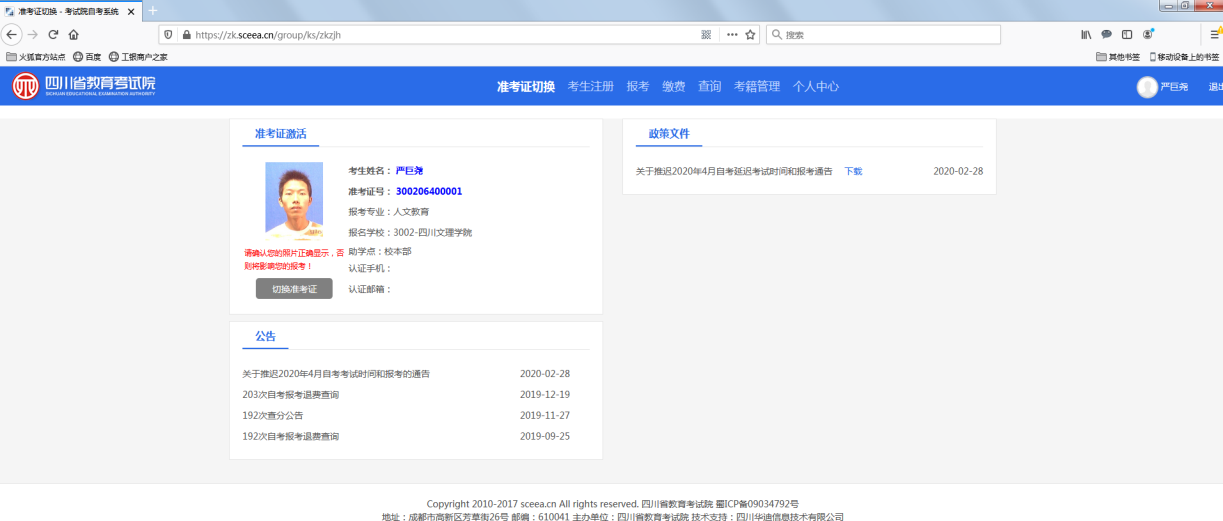 准考证切换 - 考试院自考系统
https://zk.sceea.cn/group/ks/zkzjh
搜索
火狐官方站点 百度 工银商户之家 其他书签 移动设备上的书签
四川省教育考试院
SICHUAN EDUCATIONAL EXAMINATION AUTHORITY
准考证切换 考生注册 报考 缴费 查询 考籍管理 个人中心 严巨尧 退出
准考证激活
考生姓名： 严巨尧
准考证号： 300206400001
报考专业：人文教育
报名学校：3002-四川文理学院
助学点：校本部
认证手机：
认证邮箱：
请确认您的照片正确显示，否
则将影响您的报考！
切换准考证
政策文件
关于推迟2020年4月自考延迟考试时间和报考通告 下载 2020-02-28
公告
关于推迟2020年4月自考考试时间和报考的通告 2020-02-28
203次自考报考退费查询 2019-12-19
192次查分公告 2019-11-27
192次自考报考退费查询 2019-09-25
Copyright 2010-2017 sceea.cn All rights reserved. 四川省教育考试院 蜀ICP备09034792号
地址：成都市高新区芳草街26号 邮编：610041 主办单位：四川省教育考试院 技术支持：四川华迪信息技术有限公司